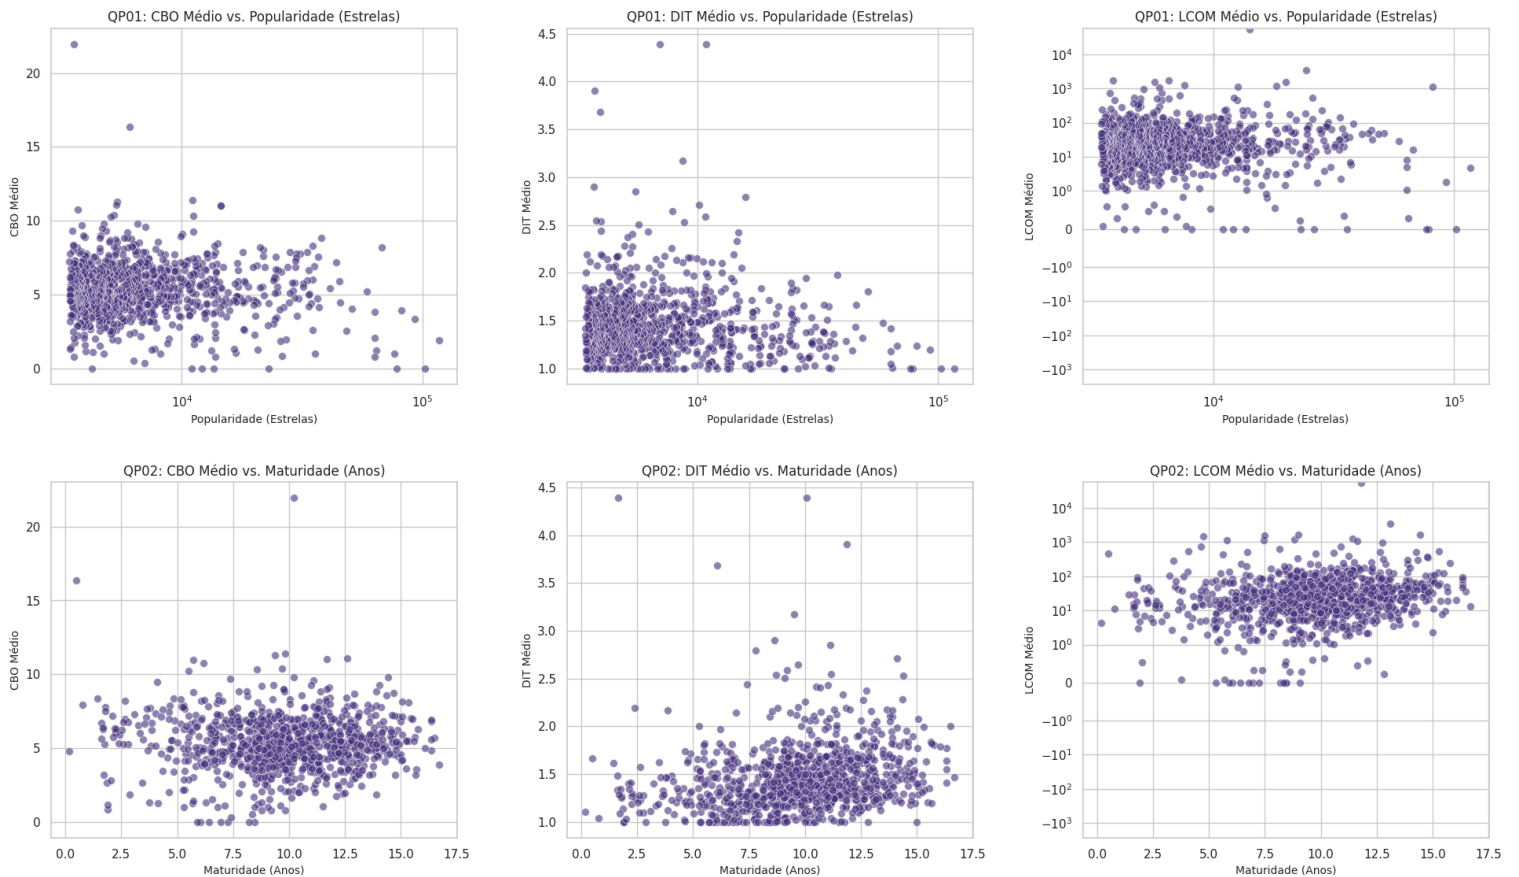 QP01: CBO Médio vs. Popularidade (Estrelas)
CBO Médio
20
15
10
5
0
10⁴
10⁵
Popularidade (Estrelas)
QP01: DIT Médio vs. Popularidade (Estrelas)
DIT Médio
4.5
4.0
3.5
3.0
2.5
2.0
1.5
1.0
10⁴
10⁵
Popularidade (Estrelas)
QP01: LCOM Médio vs. Popularidade (Estrelas)
LCOM Médio
10⁴
10³
10²
10¹
10⁰
0
−10⁰
−10¹
−10²
−10³
10⁴
10⁵
Popularidade (Estrelas)
QP02: CBO Médio vs. Maturidade (Anos)
CBO Médio
20
15
10
5
0
0.0 2.5 5.0 7.5 10.0 12.5 15.0 17.5
Maturidade (Anos)
QP02: DIT Médio vs. Maturidade (Anos)
DIT Médio
4.5
4.0
3.5
3.0
2.5
2.0
1.5
1.0
0.0 2.5 5.0 7.5 10.0 12.5 15.0 17.5
Maturidade (Anos)
QP02: LCOM Médio vs. Maturidade (Anos)
LCOM Médio
10⁴
10³
10²
10¹
10⁰
0
−10⁰
−10¹
−10²
−10³
0.0 2.5 5.0 7.5 10.0 12.5 15.0 17.5
Maturidade (Anos)